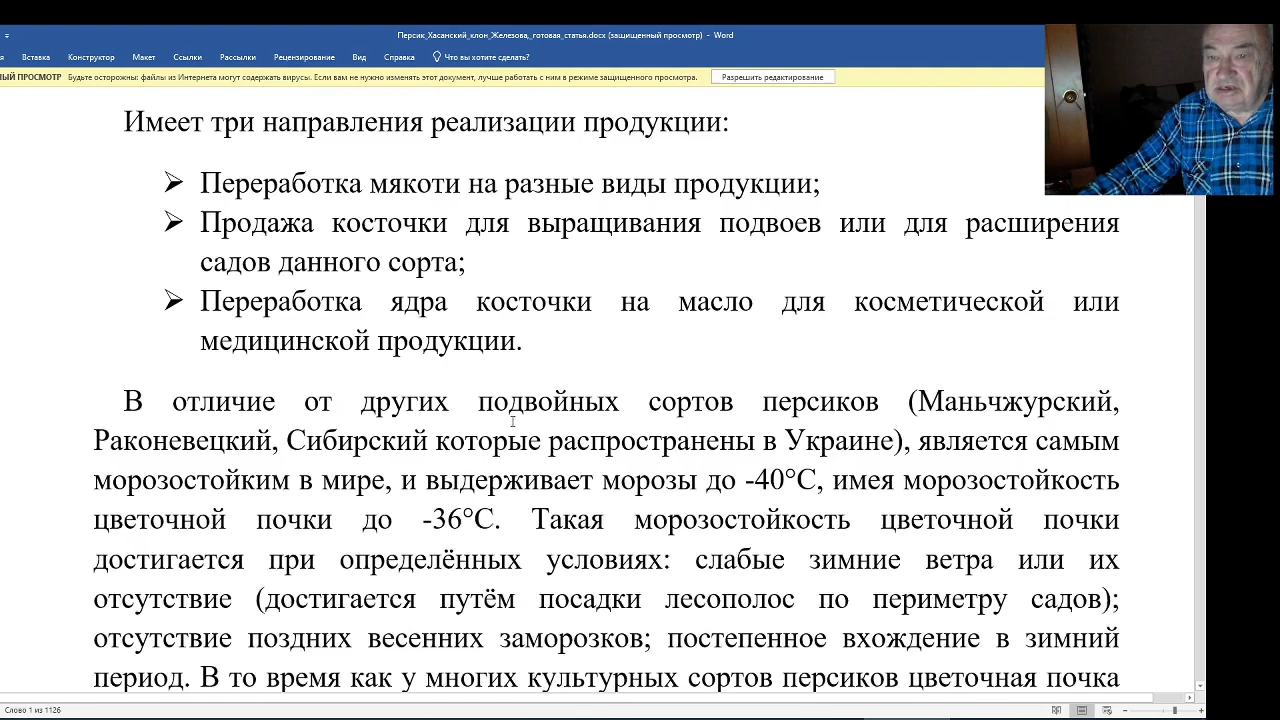 Персик_Хасанский_клон_Железова,_готовая_статья.docx (защищенный просмотр) - Word
Вставка Конструктор Макет Ссылки Рассылки Рецензирование Вид Справка Что вы хотите сделать?
ЫЙ ПРОСМОТР Будьте осторожны: файлы из Интернета могут содержать вирусы. Если вам не нужно изменять этот документ, лучше работать с ним в режиме защищенного просмотра. Разрешить редактирование
Имеет три направления реализации продукции:
Переработка мякоти на разные виды продукции;
Продажа косточки для выращивания подвоев или для расширения
садов данного сорта;
Переработка ядра косточки на масло для косметической или
медицинской продукции.
В отличие от других подвойных сортов персиков (Маньчжурский,
Раконевецкий, Сибирский которые распространены в Украине), является самым
морозостойким в мире, и выдерживает морозы до -40°С, имея морозостойкость
цветочной почки до -36°С. Такая морозостойкость цветочной почки
достигается при определённых условиях: слабые зимние ветра или их
отсутствие (достигается путём посадки лесополос по периметру садов);
отсутствие поздних весенних заморозков; постепенное вхождение в зимний
период. В то время как у многих культурных сортов персиков цветочная почка
Слово 1 из 1126